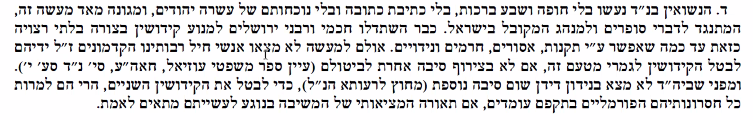 ד. הנשואין בנ״ד נעשו בלי חופה ושבע ברכות, בלי כתיבת כתובה ובלי נוכחותם של עשרה יהודים, ומגונה מאד מעשה זה,
המתנגד לדברי סופרים ולמנהג המקובל בישראל. כבר השתדלו חכמי ורבני ירושלים למנוע קידושין בצורה בלתי רצויה
כזאת עד כמה שאפשר ע״י תקנות, אסורים, חרמים ונידויים. אולם למעשה לא מצאו אנשי חיל רבותינו הקדמונים ז״ל ידיהם
לבטל הקידושין לגמרי מטעם זה, אם לא בצירוף סיבה אחרת לביטולם (עיין ספר משפטי עוזיאל, חאה״ע, סי׳ נ״ד סע׳ י׳).
ומפני שביה״ד לא מצא בנידון דידן שום סיבה נוספת (מחוץ לרעותא הנ״ל), כדי לבטל את הקידושין השניים, הרי הם למרות
כל חסרונותיהם הפורמליים בתקפם עומדים, אם תאורה המציאותי של המשיבה בנוגע לעשייתם מתאים לאמת.